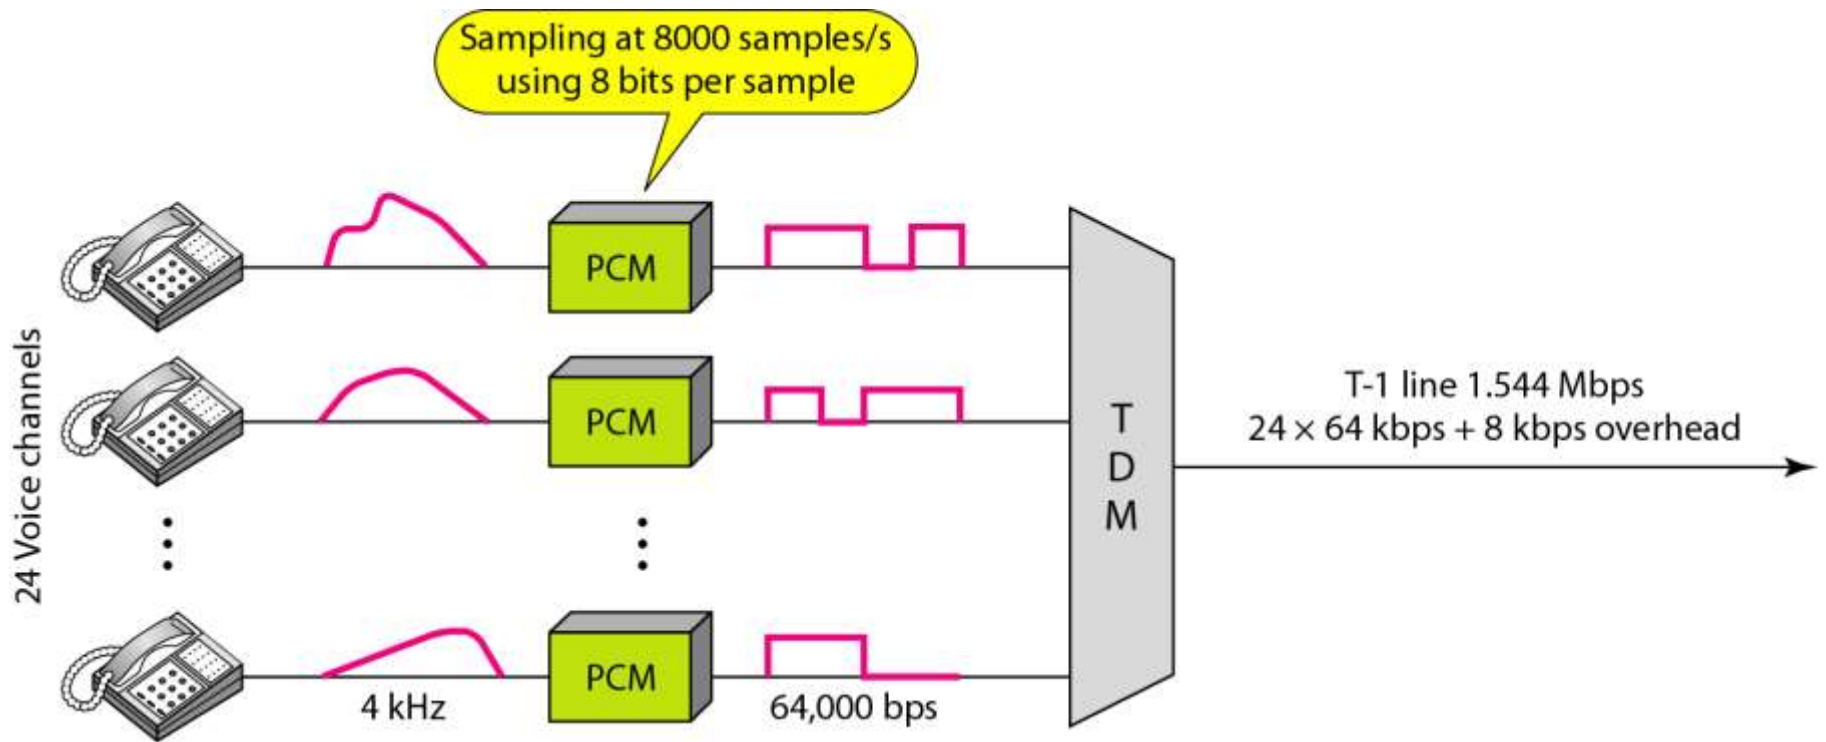 Sampling at 8000 samples/s
using 8 bits per sample
24 Voice channels
PCM
PCM
PCM
4 kHz
64,000 bps
T
D
M
T-1 line 1.544 Mbps
24 × 64 kbps + 8 kbps overhead